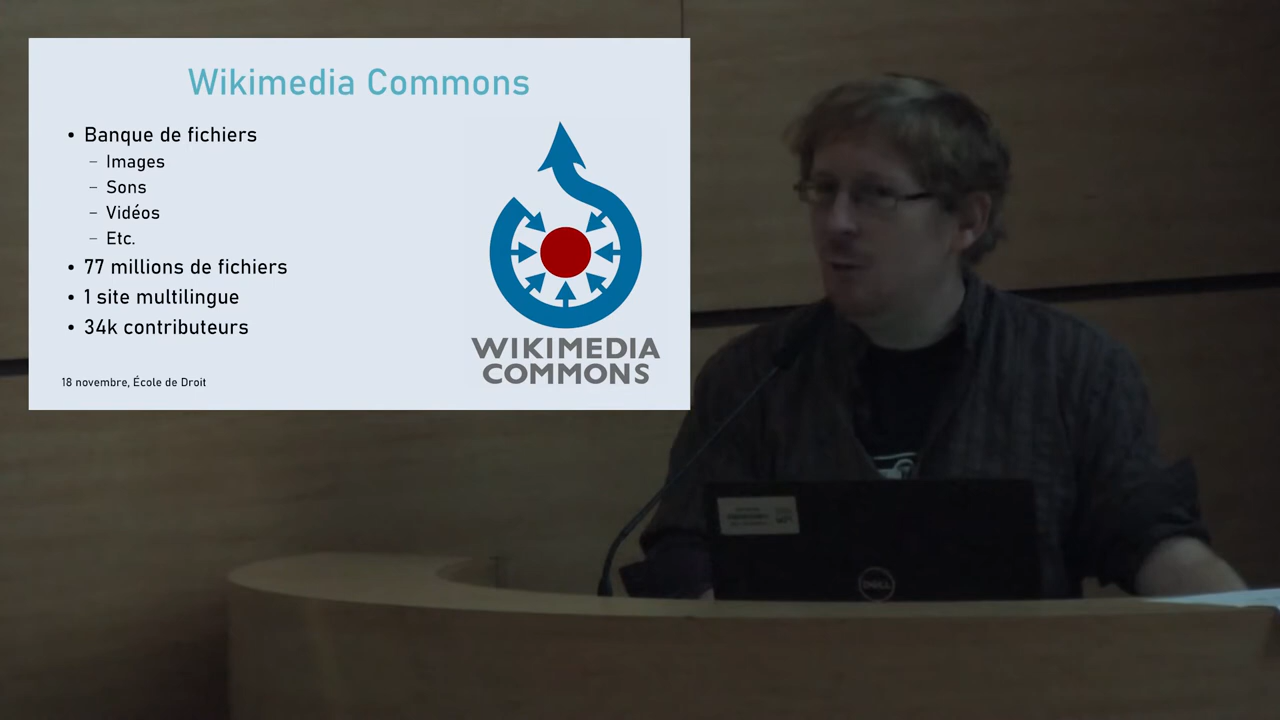 Wikimedia Commons
• Banque de fichiers
– Images
– Sons
– Vidéos
– Etc.
• 77 millions de fichiers
• 1 site multilingue
• 34k contributeurs
18 novembre, École de Droit
WIKIMEDIA
COMMONS
DELL